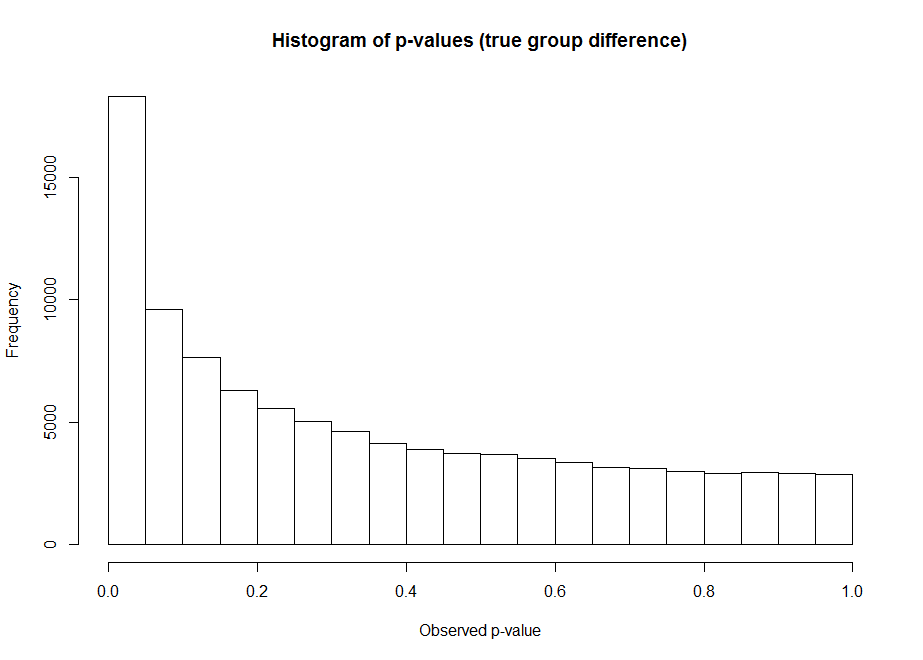 Histogram of p-values (true group difference)
Frequency
15000
10000
5000
0
0.0 0.2 0.4 0.6 0.8 1.0
Observed p-value